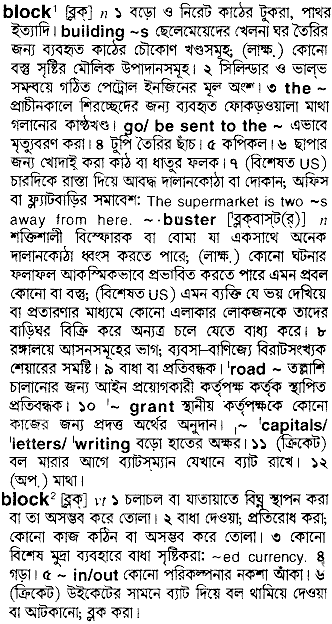 block¹ [ব্লক্] n ১ বড়ো ও নিরেট কাঠের টুকরা, পাথর
ইত্যাদি। building ~s ছেলেমেয়েদের খেলনা ঘর তৈরির
জন্য ব্যবহৃত কাঠের চৌকোণ খণ্ডসমূহ; (লাক্ষ.) কোনো
বস্তু সৃষ্টির মৌলিক উপাদানসমূহ। ২ সিলিন্ডার ও ভাল্‌ভ
সমন্বয়ে গঠিত পেট্রোল ইনজিনের মূল অংশ। ৩ the ~
প্রাচীনকালে শিরশ্ছেদের জন্য ব্যবহৃত ফোকড়ওয়ালা মাথা
গলানোর কাষ্ঠখণ্ড। go/ be sent to the ~ এভাবে
মৃত্যুবরণ করা। ৪ টুপি তৈরির ছাঁচ। ৫ কপিকল। ৬ ছাপার
জন্য খোদাই করা কাঠ বা ধাতুর ফলক। ৭ (বিশেষত US)
চারদিকে রাস্তা দিয়ে আবদ্ধ দালানকোঠা বা দোকান; অফিস
বা ফ্ল্যাটবাড়ির সমাবেশ: The supermarket is two ~s
away from here. ~·buster [ব্লক্‌বাস্‌ট(র্)] n
শক্তিশালী বিস্ফোরক বা বোমা যা একসাথে অনেক
দালানকোঠা ধ্বংস করতে পারে; (লাক্ষ.) কোনো ঘটনার
ফলাফল আকস্মিকভাবে প্রভাবিত করতে পারে এমন প্রবল
কোনো বা বস্তু; (বিশেষত US) এমন ব্যক্তি যে ভয় দেখিয়ে
বা প্রতারণার মাধ্যমে কোনো এলাকার লোকজনকে তাদের
বাড়িঘর বিক্রি করে অন্যত্র চলে যেতে বাধ্য করে। ৮
রঙ্গালয়ে আসনসমূহের ভাগ; ব্যবসা-বাণিজ্যে বিরাটসংখ্যক
শেয়ারের সমষ্টি। ৯ বাধা বা প্রতিবন্ধক। ˈroad ~ তল্লাশি
চালানোর জন্য আইন প্রয়োগকারী কর্তৃপক্ষ কর্তৃক স্থাপিত
প্রতিবন্ধক। ১০ ˈ~ grant স্থানীয় কর্তৃপক্ষকে কোনো
কাজের জন্য প্রদত্ত অর্থের অনুদান। ˌ~ ˈcapitals/
ˈletters/ ˈwriting বড়ো হাতের অক্ষর। ১১ (ক্রিকেট)
বল মারার আগে ব্যাটস্‌ম্যান যেখানে ব্যাট রাখে। ১২
(অপ.) মাথা।
block² [ব্লক্] vt ১ চলাচল বা যাতায়াতে বিঘ্ন স্থাপন করা
বা তা অসম্ভব করে তোলা। ২ বাধা দেওয়া; প্রতিরোধ করা;
কোনো কাজ কঠিন বা অসম্ভব করে তোলা। ৩ কোনো
বিশেষ মুদ্রা ব্যবহারে বাধা সৃষ্টিকরা: ~ed currency. ৪
গড়া। ৫ ~ in/out কোনো পরিকল্পনার নকশা আঁকা। ৬
(ক্রিকেট) উইকেটের সামনে ব্যাট দিয়ে বল থামিয়ে দেওয়া
বা আটকানো; ব্লক করা।